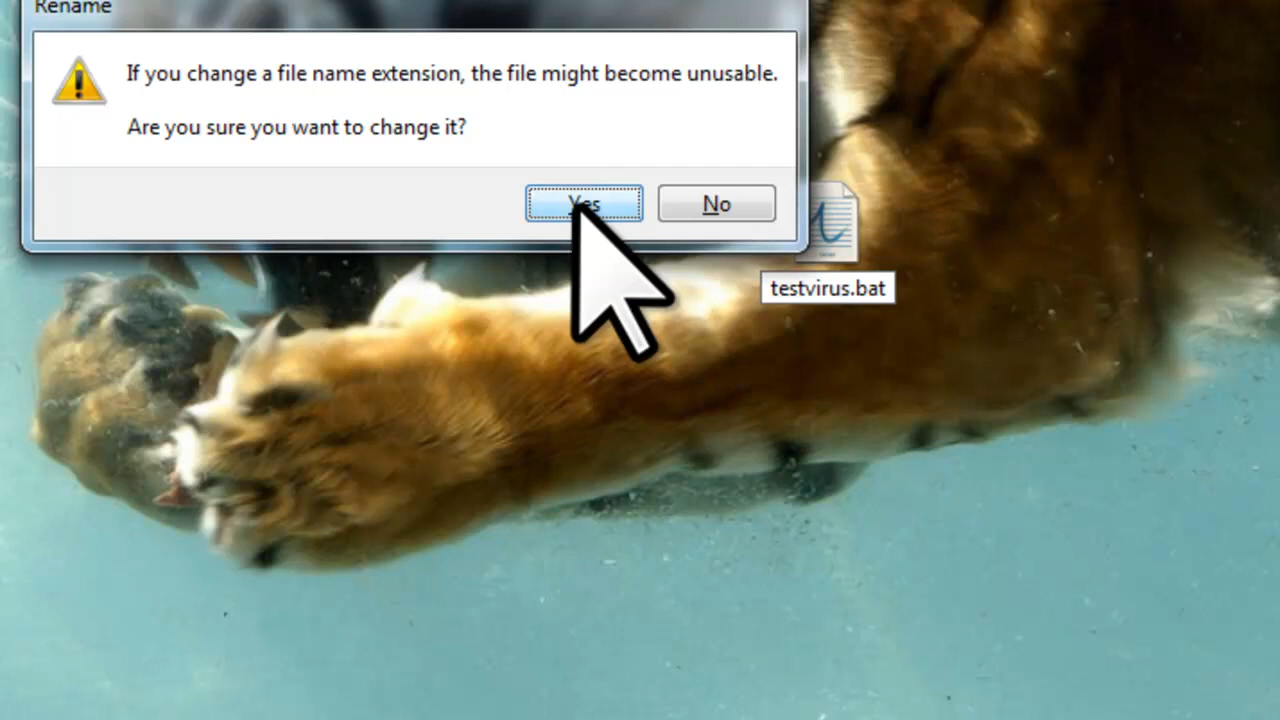 Rename
If you change a file name extension, the file might become unusable.
Are you sure you want to change it?
Yes
No
testvirus.bat